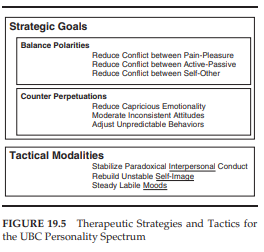 Strategic Goals
Balance Polarities
Reduce Conflict between Pain-Pleasure
Reduce Conflict between Active-Passive
Reduce Conflict between Self-Other
Counter Perpetuations
Reduce Capricious Emotionality
Moderate Inconsistent Attitudes
Adjust Unpredictable Behaviors
Tactical Modalities
Stabilize Paradoxical Interpersonal Conduct
Rebuild Unstable Self-Image
Steady Labile Moods
FIGURE 19.5 Therapeutic Strategies and Tactics for
the UBC Personality Spectrum